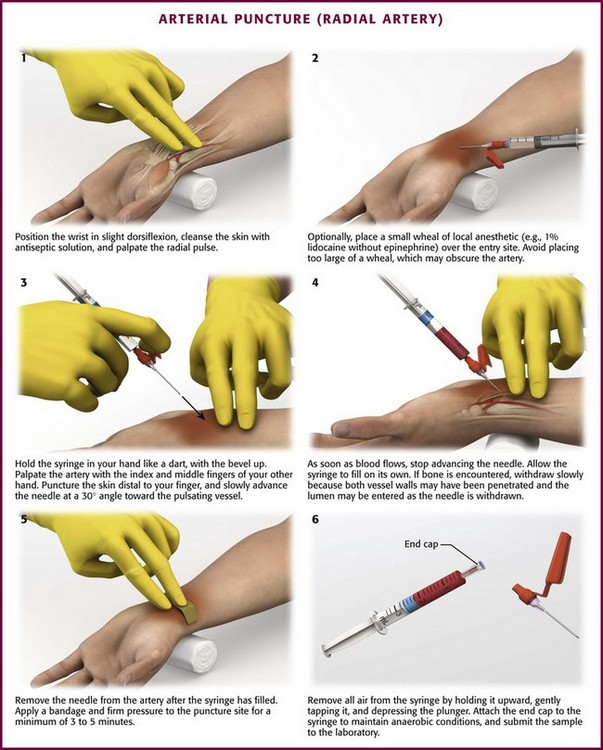 ARTERIAL PUNCTURE (RADIAL ARTERY)
1
Position the wrist in slight dorsiflexion, cleanse the skin with
antiseptic solution, and palpate the radial pulse.
2
Optionally, place a small wheel of local anesthetic (e.g., 1%
lidocaine without epinephrine) over the entry site. Avoid placing
too large of a wheel, which may obscure the artery.
3
Hold the syringe in your hand like a dart, with the bevel up.
Palpate the artery with the index and middle fingers of your other
hand. Puncture the skin distal to your finger, and slowly advance
the needle at a 30° angle toward the pulsating vessel.
4
As soon as blood flows, stop advancing the needle. Allow the
syringe to fill on its own. If bone is encountered, withdraw slowly
because both vessel walls may have been penetrated and the
lumen may be entered as the needle is withdrawn.
5
Remove the needle from the artery after the syringe has filled.
Apply a bandage and firm pressure to the puncture site for a
minimum of 3 to 5 minutes.
6
End cap
Remove all air from the syringe by holding it upward, gently
tapping it, and depressing the plunger. Attach the end cap to the
syringe to maintain anaerobic conditions, and submit the sample
to the laboratory.